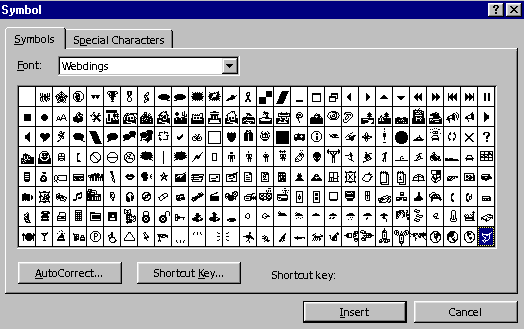 Symbol
Symbols
Special Characters
Font: Webdings
AutoCorrect...
Shortcut Key...
Shortcut key:
Insert
Cancel